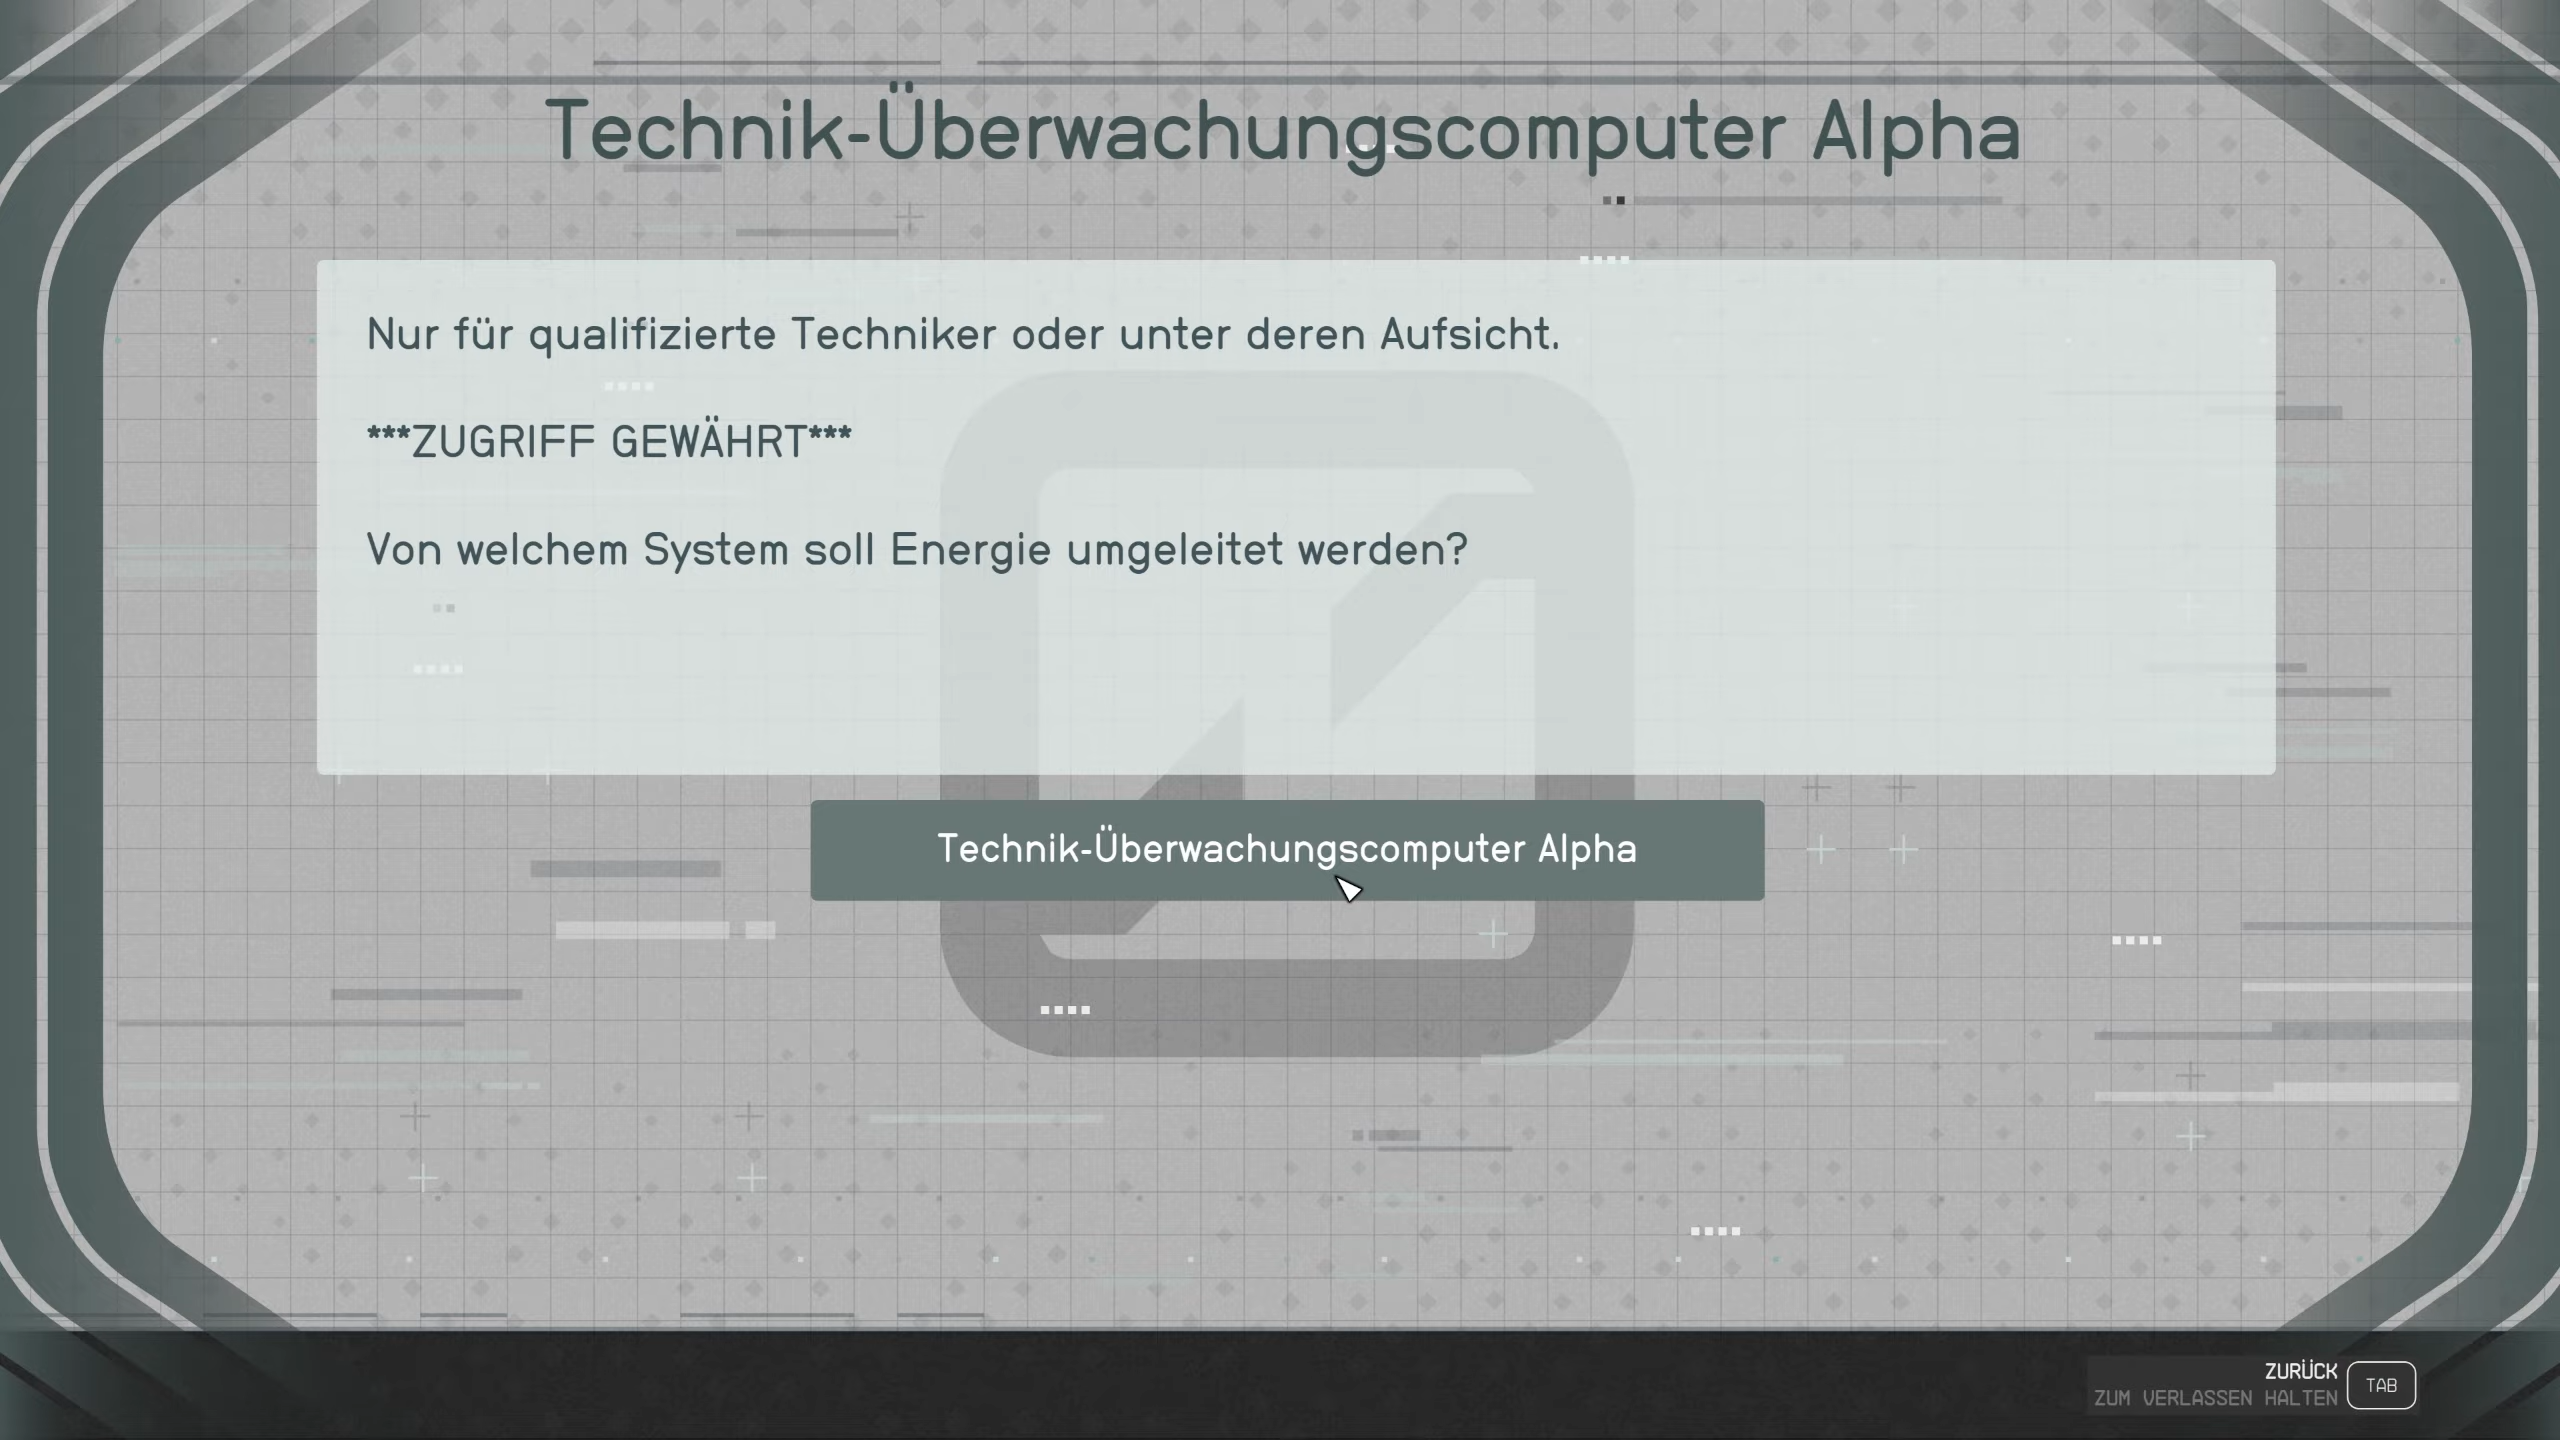 Technik-Überwachungscomputer Alpha
Nur für qualifizierte Techniker oder unter deren Aufsicht.
***ZUGRIFF GEWÄHRT***
Von welchem System soll Energie umgeleitet werden?
Technik-Überwachungscomputer Alpha
ZURÜCK
ZUM VERLASSEN HALTEN
TAB